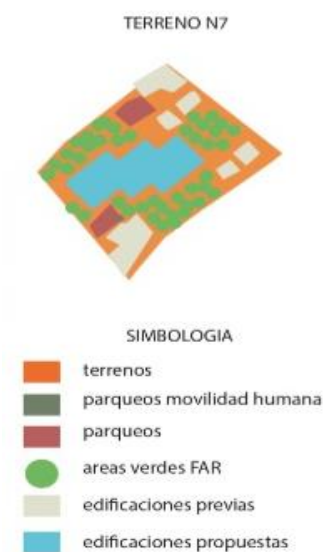 TERRENO N7
SIMBOLOGIA
terrenos
parqueos movilidad humana
parqueos
areas verdes FAR
edificaciones previas
edificaciones propuestas